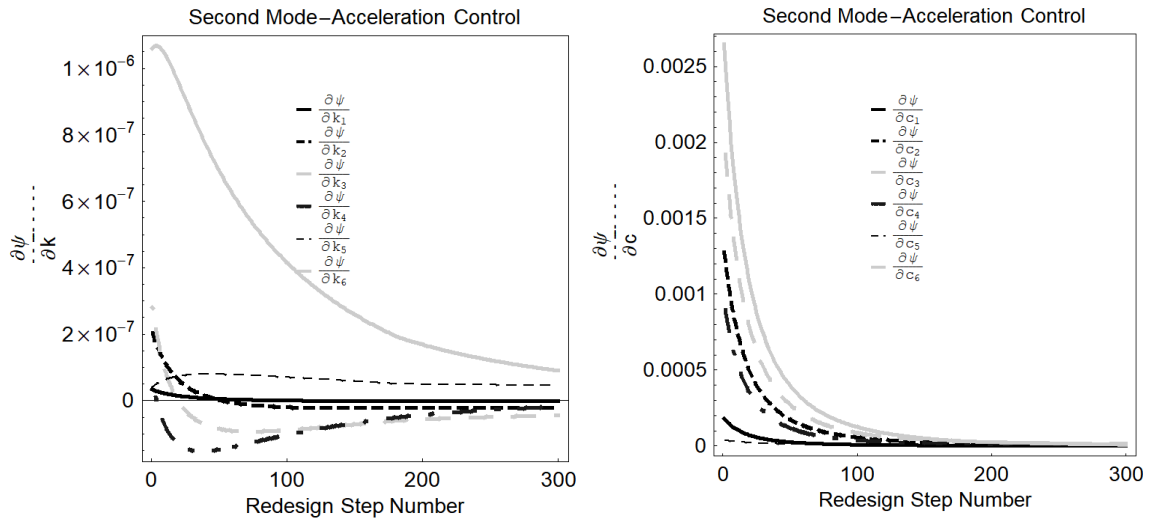 Second Mode–Acceleration Control
1×10⁻⁶
8×10⁻⁷
6×10⁻⁷
4×10⁻⁷
2×10⁻⁷
0
∂ψ
∂k
∂ψ
∂k₁
∂ψ
∂k₂
∂ψ
∂k₃
∂ψ
∂k₄
∂ψ
∂k₅
∂ψ
∂k₆
0 100 200 300
Redesign Step Number
Second Mode–Acceleration Control
0.0025
0.002
0.0015
0.001
0.0005
0
∂ψ
∂c
∂ψ
∂c₁
∂ψ
∂c₂
∂ψ
∂c₃
∂ψ
∂c₄
∂ψ
∂c₅
∂ψ
∂c₆
0 100 200 300
Redesign Step Number